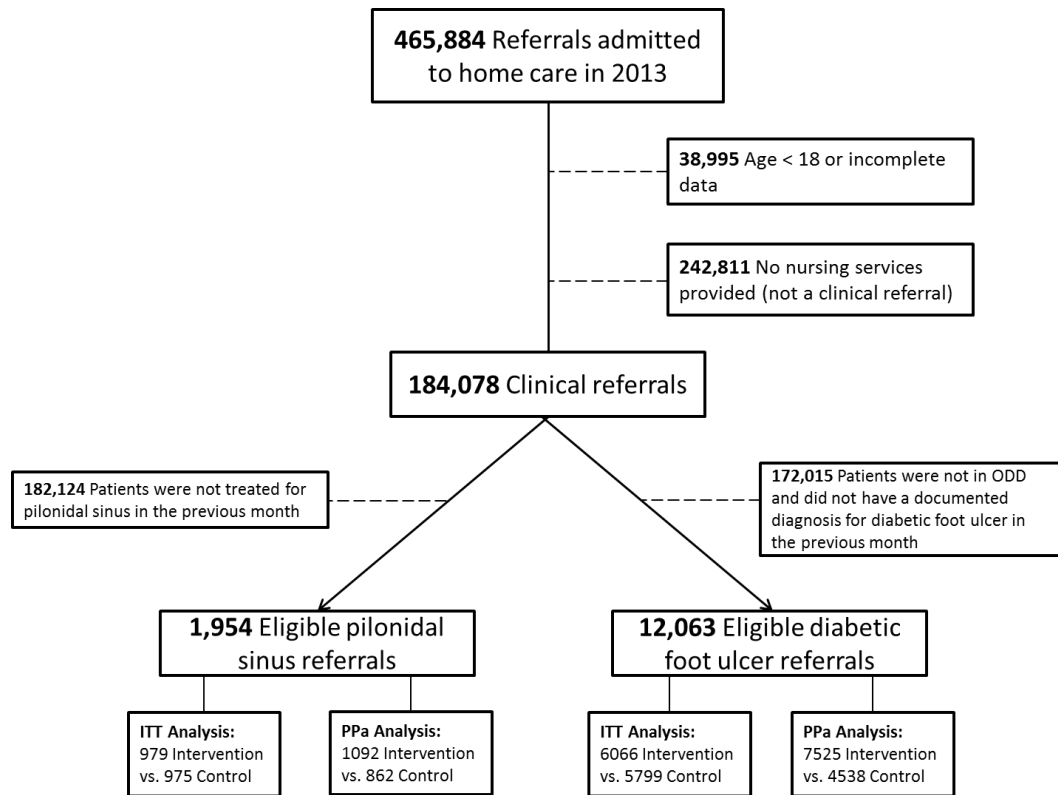 465,884 Referrals admitted
to home care in 2013
38,995 Age < 18 or incomplete
data
242,811 No nursing services
provided (not a clinical referral)
184,078 Clinical referrals
182,124 Patients were not treated for
pilonidal sinus in the previous month
172,015 Patients were not in ODD
and did not have a documented
diagnosis for diabetic foot ulcer in
the previous month
1,954 Eligible pilonidal
sinus referrals
12,063 Eligible diabetic
foot ulcer referrals
ITT Analysis:
979 Intervention
vs. 975 Control
PPa Analysis:
1092 Intervention
vs. 862 Control
ITT Analysis:
6066 Intervention
vs. 5799 Control
PPa Analysis:
7525 Intervention
vs. 4538 Control